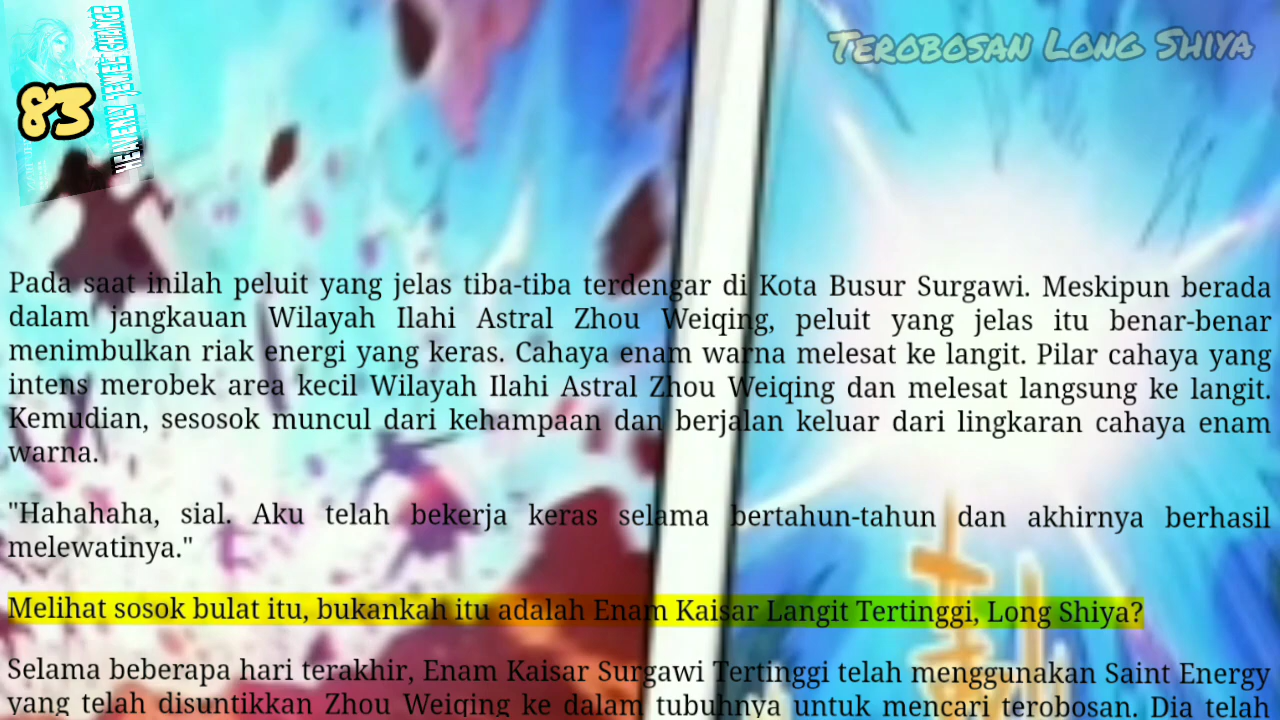 83
HEAVENLY JEWEL CHANGE
Terobosan Long Shiya
Pada saat inilah peluit yang jelas tiba-tiba terdengar di Kota Busur Surgawi. Meskipun berada
dalam jangkauan Wilayah Ilahi Astral Zhou Weiqing, peluit yang jelas itu benar-benar
menimbulkan riak energi yang keras. Cahaya enam warna melesat ke langit. Pilar cahaya yang
intens merobek area kecil Wilayah Ilahi Astral Zhou Weiqing dan melesat langsung ke langit.
Kemudian, sesosok muncul dari kehampaan dan berjalan keluar dari lingkaran cahaya enam
warna.
"Hahahaha, sial. Aku telah bekerja keras selama bertahun-tahun dan akhirnya berhasil
melewatinya."
Melihat sosok bulat itu, bukankah itu adalah Enam Kaisar Langit Tertinggi, Long Shiya?
Selama beberapa hari terakhir, Enam Kaisar Surgawi Tertinggi telah menggunakan Saint Energy
yang telah disuntikkan Zhou Weiqing ke dalam tubuhnya untuk mencari terobosan. Dia telah